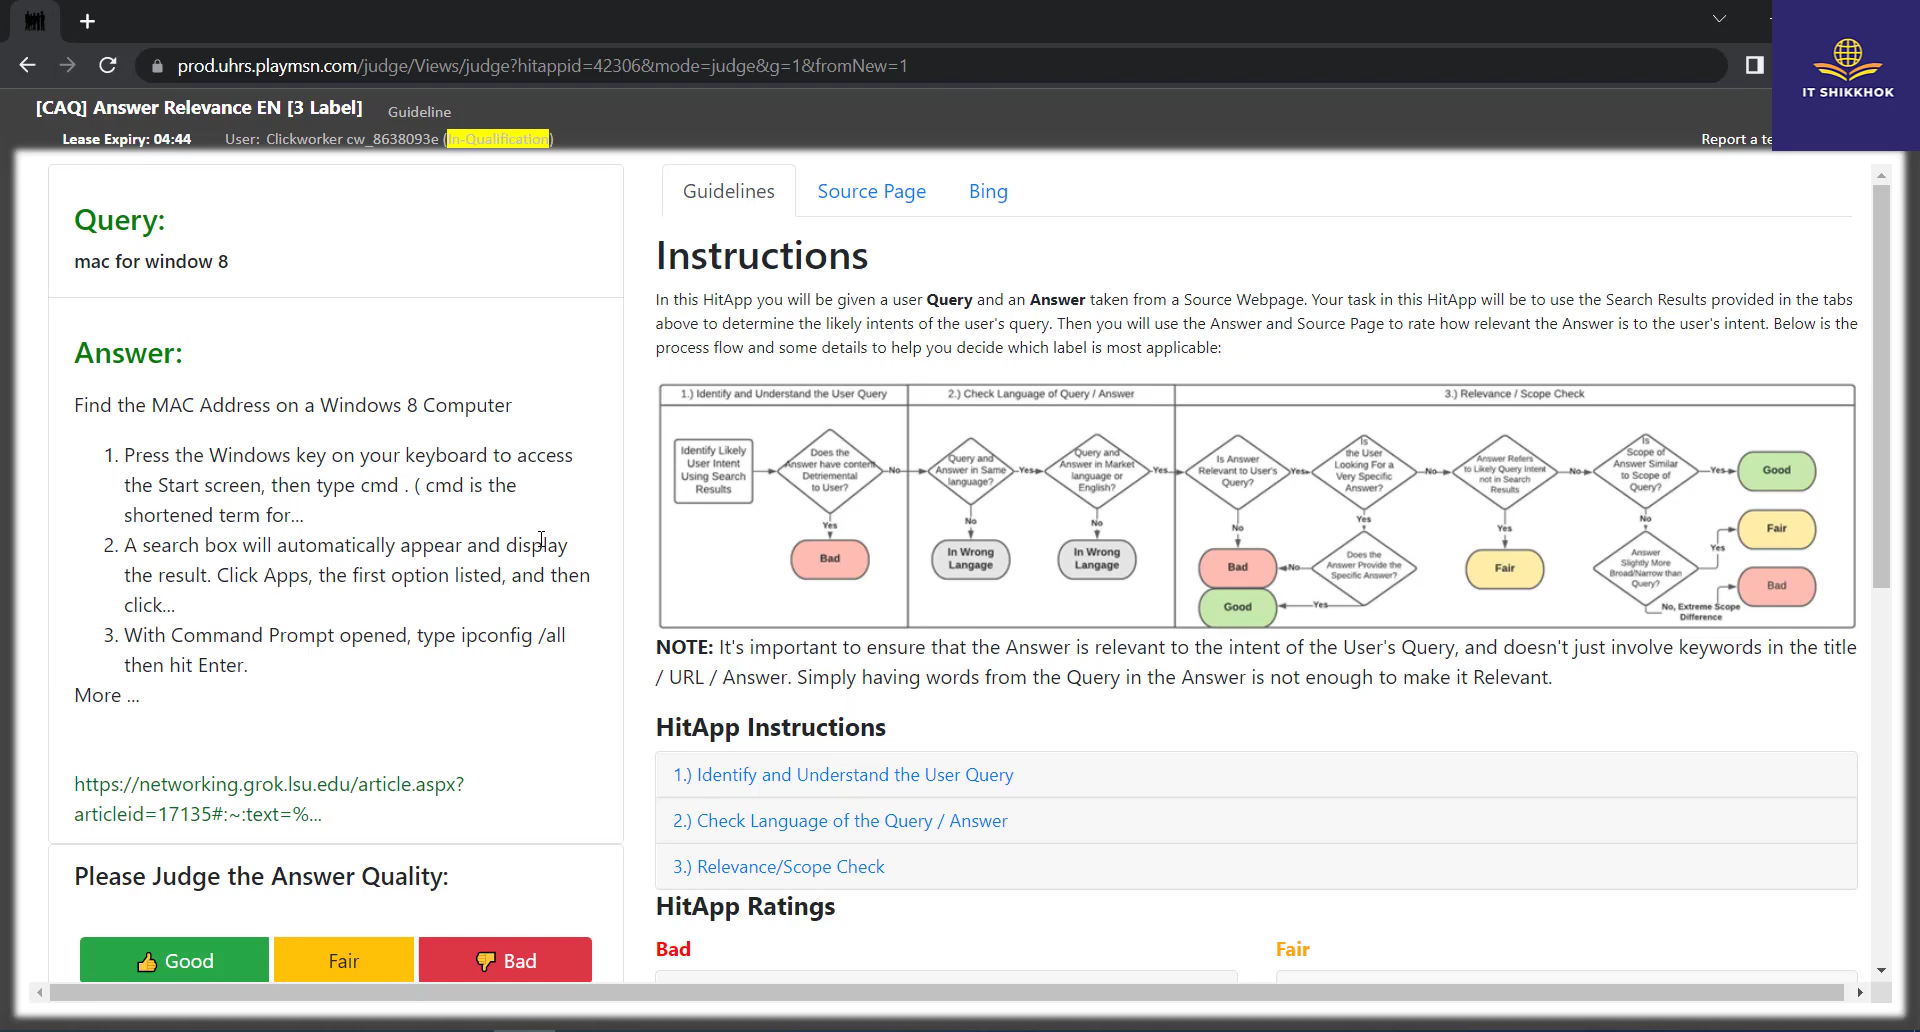 prod.uhrs.playmsn.com/judge/Views/judge?hitappid=42306&mode=judge&g=1&fromNew=1
IT SHIKKHOK
[CAQ] Answer Relevance EN [3 Label]
Guideline
Lease Expiry: 04:44
User: Clickworker cw_8638093e (In-Qualification)
Report a te
Query:
mac for window 8
Answer:
Find the MAC Address on a Windows 8 Computer
1. Press the Windows key on your keyboard to access
the Start screen, then type cmd . ( cmd is the
shortened term for...
2. A search box will automatically appear and display
the result. Click Apps, the first option listed, and then
click...
3. With Command Prompt opened, type ipconfig /all
then hit Enter.
More ...
https://networking.grok.lsu.edu/article.aspx?
articleid=17135#:~:text=%...
Please Judge the Answer Quality:
Good
Fair
Bad
Guidelines
Source Page
Bing
Instructions
In this HitApp you will be given a user Query and an Answer taken from a Source Webpage. Your task in this HitApp will be to use the Search Results provided in the tabs
above to determine the likely intents of the user's query. Then you will use the Answer and Source Page to rate how relevant the Answer is to the user's intent. Below is the
process flow and some details to help you decide which label is most applicable:
1.) Identify and Understand the User Query
Identify Likely
User Intent
Using Search
Results
Does the
Answer have content
Detriemental
to User?
No
Yes
Bad
2.) Check Language of Query / Answer
Query and
Answer in Same
language?
Yes
No
In Wrong
Langage
Query and
Answer in Market
language or
English?
Yes
No
In Wrong
Langage
3.) Relevance / Scope Check
Is Answer
Relevant to User's
Query?
Yes
No
Bad
Good
Is
the User
Looking For a
Very Specific
Answer?
No
Yes
Does the
Answer Provide the
Specific Answer?
No
Yes
Answer Refers
to Likely Query Intent
not in Search
Results
No
Yes
Fair
Is
Scope of
Answer Similar
to Scope of
Query?
Yes
Good
No
Answer
Slightly More
Broad/Narrow than
Query?
Yes
Fair
No, Extreme Scope
Difference
Bad
NOTE: It's important to ensure that the Answer is relevant to the intent of the User's Query, and doesn't just involve keywords in the title
/ URL / Answer. Simply having words from the Query in the Answer is not enough to make it Relevant.
HitApp Instructions
1.) Identify and Understand the User Query
2.) Check Language of the Query / Answer
3.) Relevance/Scope Check
HitApp Ratings
Bad
Fair